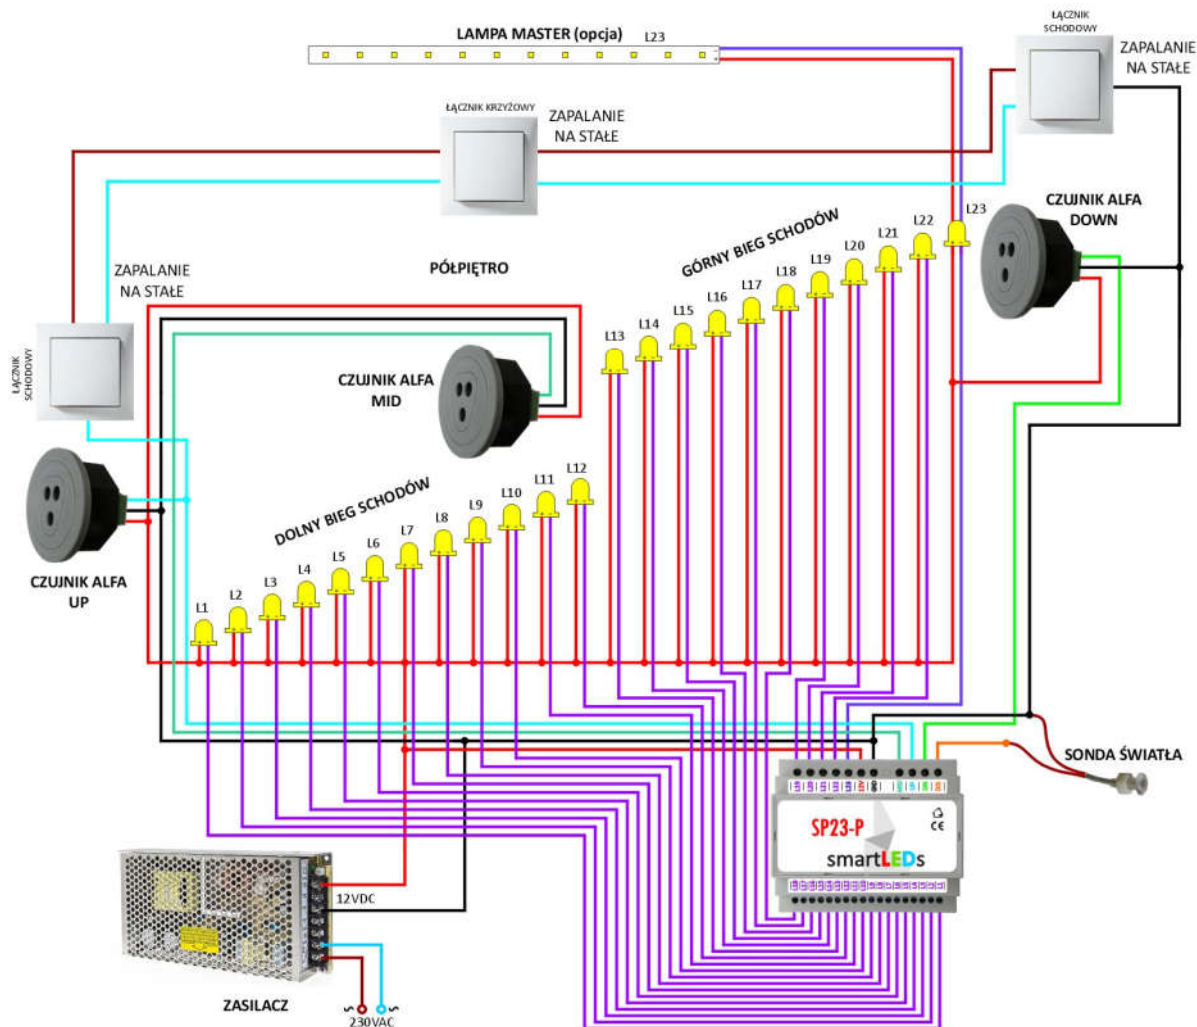 LAMPA MASTER (opcja) L23
ŁĄCZNIK
SCHODOWY
ZAPALANIE
NA STAŁE
ŁĄCZNIK KRZYŻOWY
ZAPALANIE
NA STAŁE
ZAPALANIE
NA STAŁE
ŁĄCZNIK
SCHODOWY
PÓŁPIĘTRO
GÓRNY BIEG SCHODÓW
CZUJNIK ALFA
DOWN
CZUJNIK ALFA
MID
CZUJNIK ALFA
UP
DOLNY BIEG SCHODÓW
L1
L2
L3
L4
L5
L6
L7
L8
L9
L10
L11
L12
L13
L14
L15
L16
L17
L18
L19
L20
L21
L22
L23
SONDA ŚWIATŁA
SP23-P
CE
smartLEDs
12VDC
ZASILACZ
~ 230VAC ~